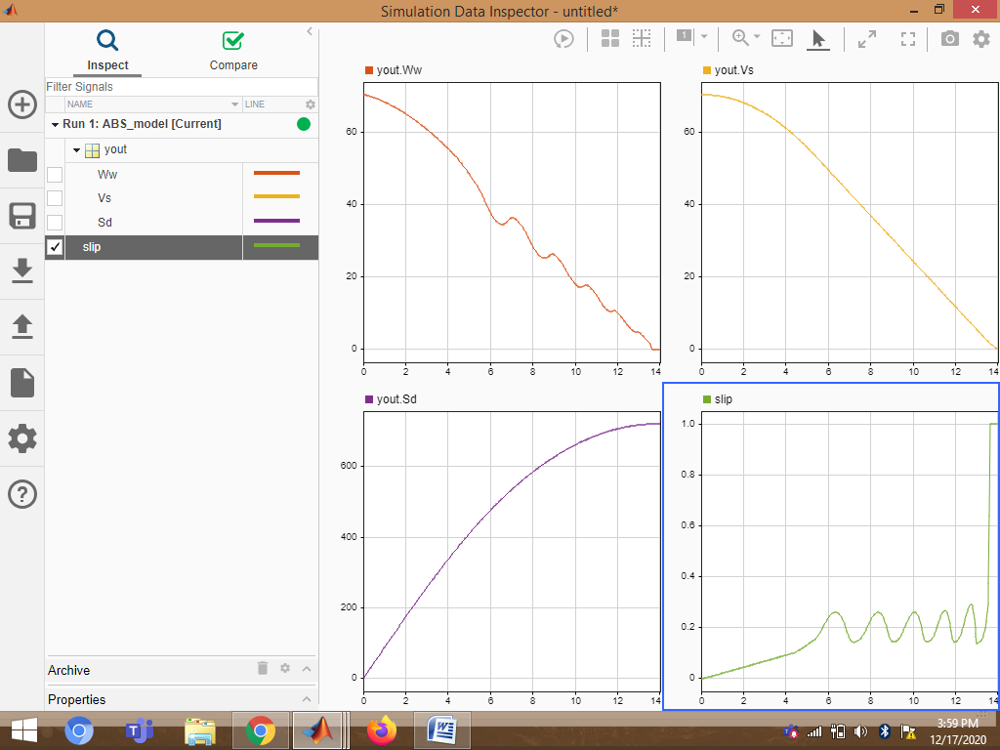 Simulation Data Inspector - untitled*
Inspect
Compare
Filter Signals
NAME
LINE
Run 1: ABS_model [Current]
yout
Ww
Vs
Sd
slip
Archive
Properties
1
yout.Ww
60
40
20
0
0 2 4 6 8 10 12 14
yout.Vs
60
40
20
0
0 2 4 6 8 10 12 14
yout.Sd
600
400
200
0
0 2 4 6 8 10 12 14
slip
1.0
0.8
0.6
0.4
0.2
0
0 2 4 6 8 10 12 14
3:59 PM
12/17/2020